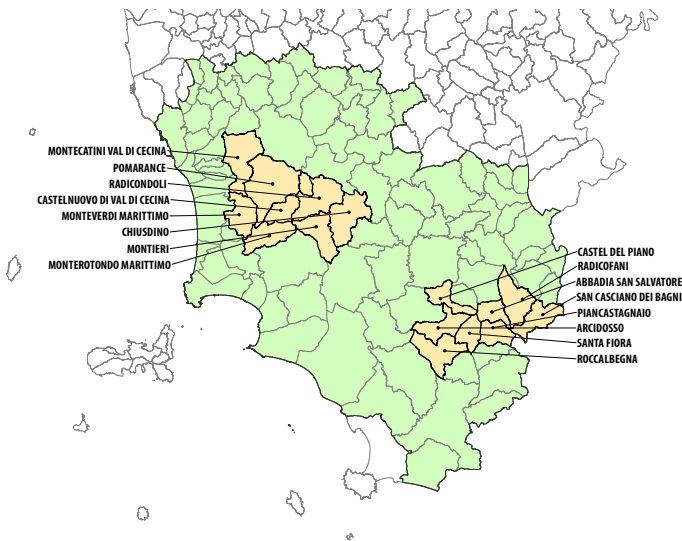 MONTECATINI VAL DI CECINA
POMARANCE
RADICONDOLI
CASTELNUOVO DI VAL DI CECINA
MONTEVERDI MARITTIMO
CHIUSDINO
MONTIERI
MONTEROTONDO MARITTIMO
CASTEL DEL PIANO
RADICOFANI
ABBADIA SAN SALVATORE
SAN CASCIANO DEI BAGNI
PIANCASTAGNAIO
ARCIDOSSO
SANTA FIORA
ROCCALBEGNA